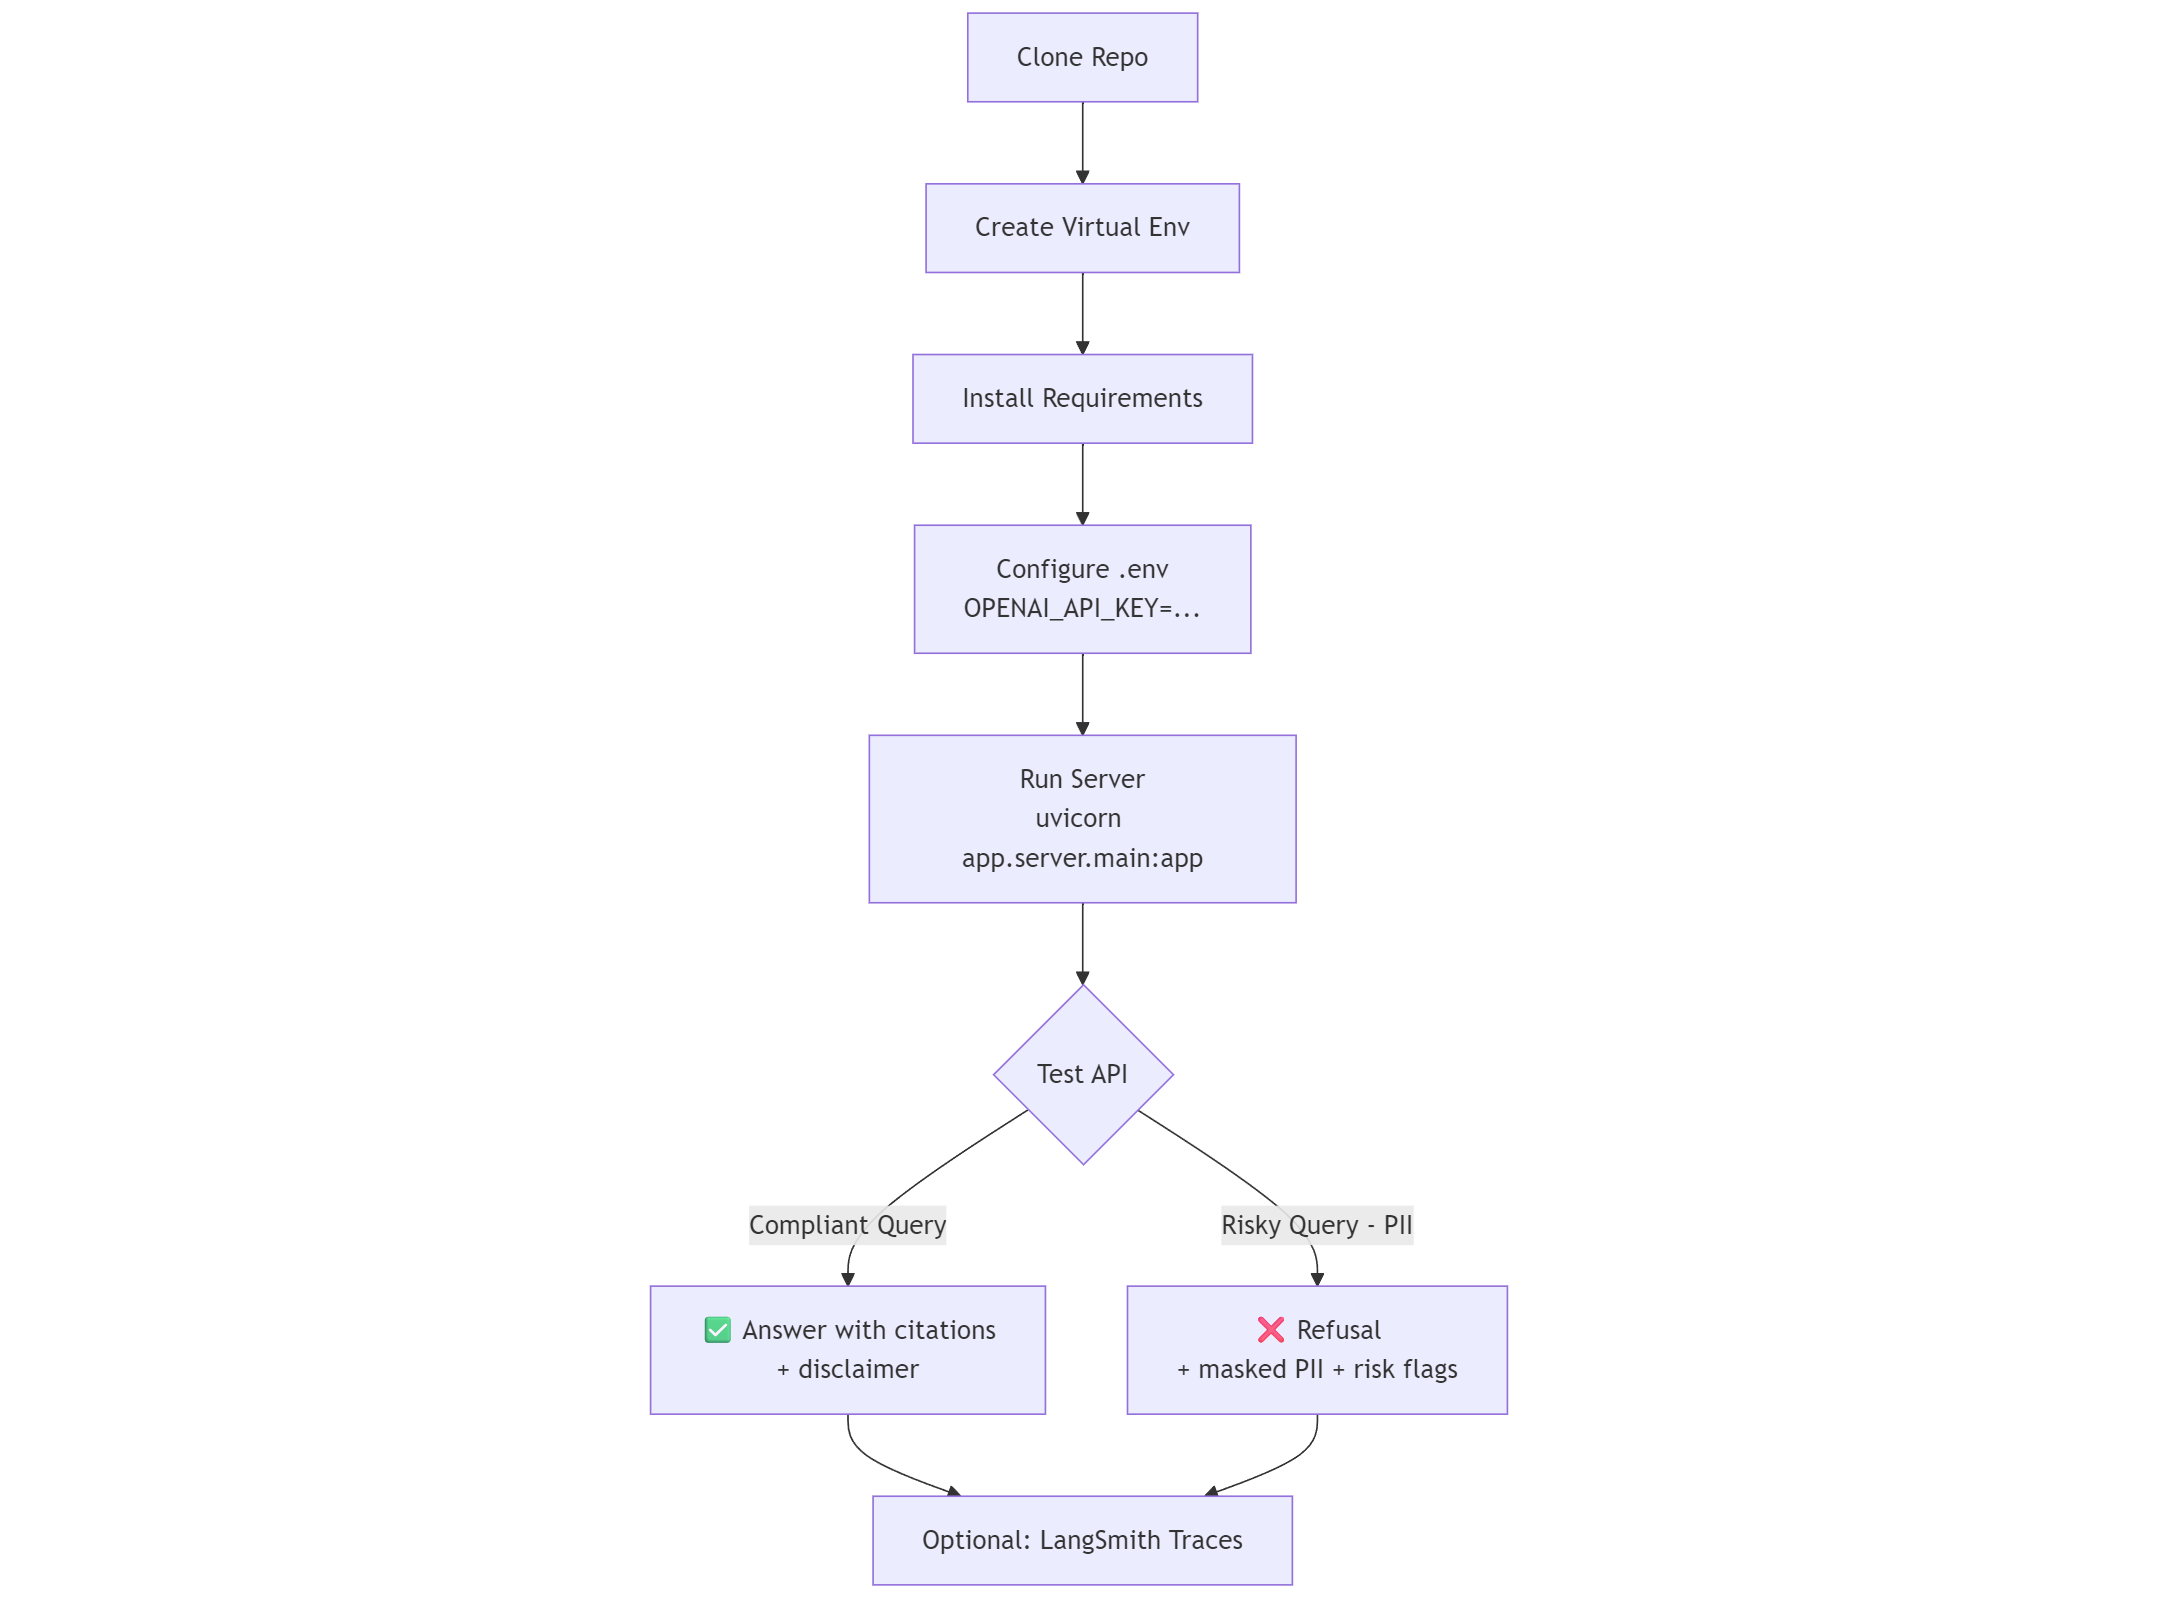 Clone Repo
Create Virtual Env
Install Requirements
Configure .env
OPENAI_API_KEY=...
Run Server
uvicorn
app.server.main:app
Test API
Compliant Query
Risky Query - PII
✅ Answer with citations
+ disclaimer
❌ Refusal
+ masked PII + risk flags
Optional: LangSmith Traces